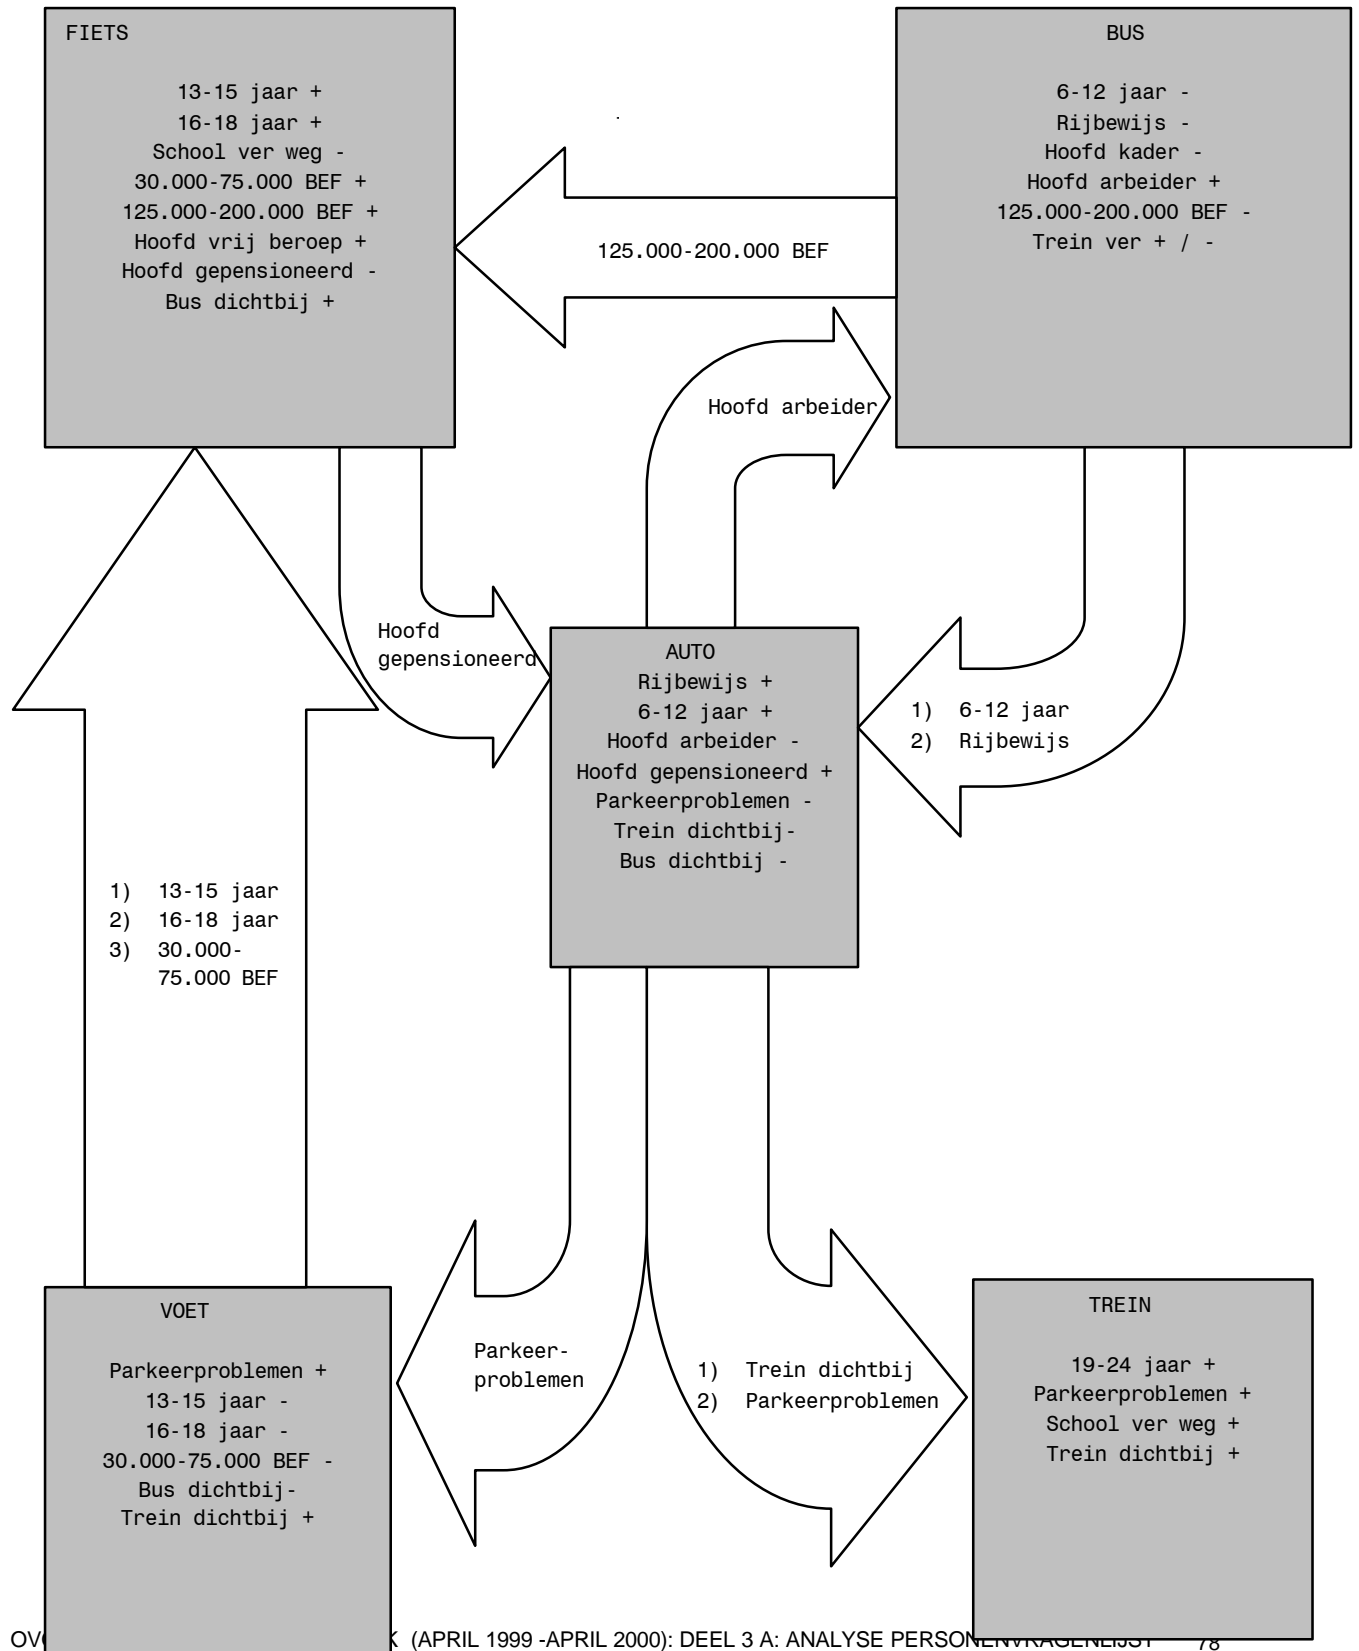 FIETS
13-15 jaar +
16-18 jaar +
School ver weg -
30.000-75.000 BEF +
125.000-200.000 BEF +
Hoofd vrij beroep +
Hoofd gepensioneerd -
Bus dichtbij +
BUS
6-12 jaar -
Rijbewijs -
Hoofd kader -
Hoofd arbeider +
125.000-200.000 BEF -
Trein ver + / -
125.000-200.000 BEF
Hoofd arbeider
Hoofd
gepensioneerd
AUTO
Rijbewijs +
6-12 jaar +
Hoofd arbeider -
Hoofd gepensioneerd +
Parkeerproblemen -
Trein dichtbij-
Bus dichtbij -
1) 6-12 jaar
2) Rijbewijs
1) 13-15 jaar
2) 16-18 jaar
3) 30.000-
75.000 BEF
Parkeer-
problemen
1) Trein dichtbij
2) Parkeerproblemen
VOET
Parkeerproblemen +
13-15 jaar -
16-18 jaar -
30.000-75.000 BEF -
Bus dichtbij-
Trein dichtbij +
TREIN
19-24 jaar +
Parkeerproblemen +
School ver weg +
Trein dichtbij +
(APRIL 1999 -APRIL 2000): DEEL 3 A: ANALYSE PERSONENVRAGENLIJST 78